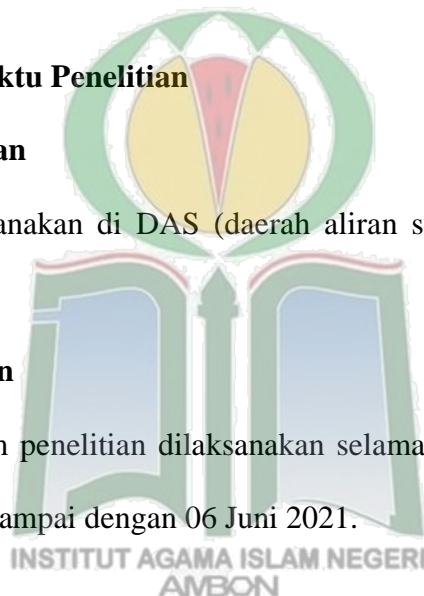 ktu Penelitian
an
anakan di DAS (daerah aliran s
n
n penelitian dilaksanakan selama
ampai dengan 06 Juni 2021.
INSTITUT AGAMA ISLAM NEGERI
AMBON